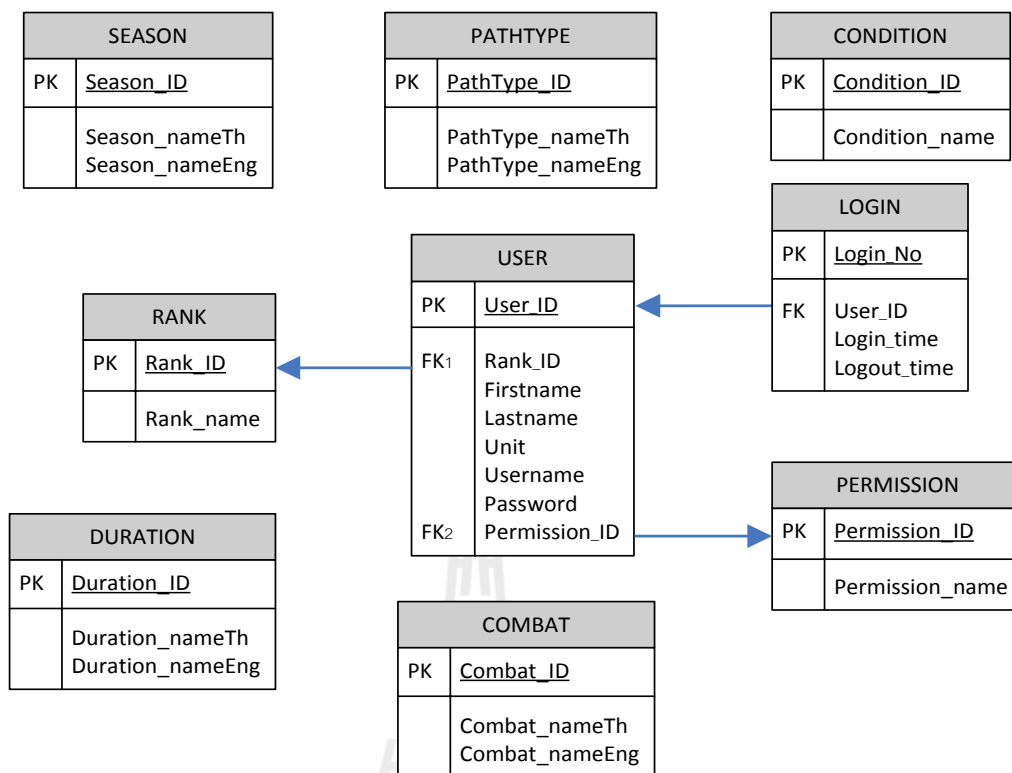 SEASON
PK Season_ID
Season_nameTh
Season_nameEng
PATHTYPE
PK PathType_ID
PathType_nameTh
PathType_nameEng
CONDITION
PK Condition_ID
Condition_name
LOGIN
PK Login_No
FK User_ID
Login_time
Logout_time
USER
PK User_ID
FK1 Rank_ID
Firstname
Lastname
Unit
Username
Password
FK2 Permission_ID
RANK
PK Rank_ID
Rank_name
PERMISSION
PK Permission_ID
Permission_name
DURATION
PK Duration_ID
Duration_nameTh
Duration_nameEng
COMBAT
PK Combat_ID
Combat_nameTh
Combat_nameEng